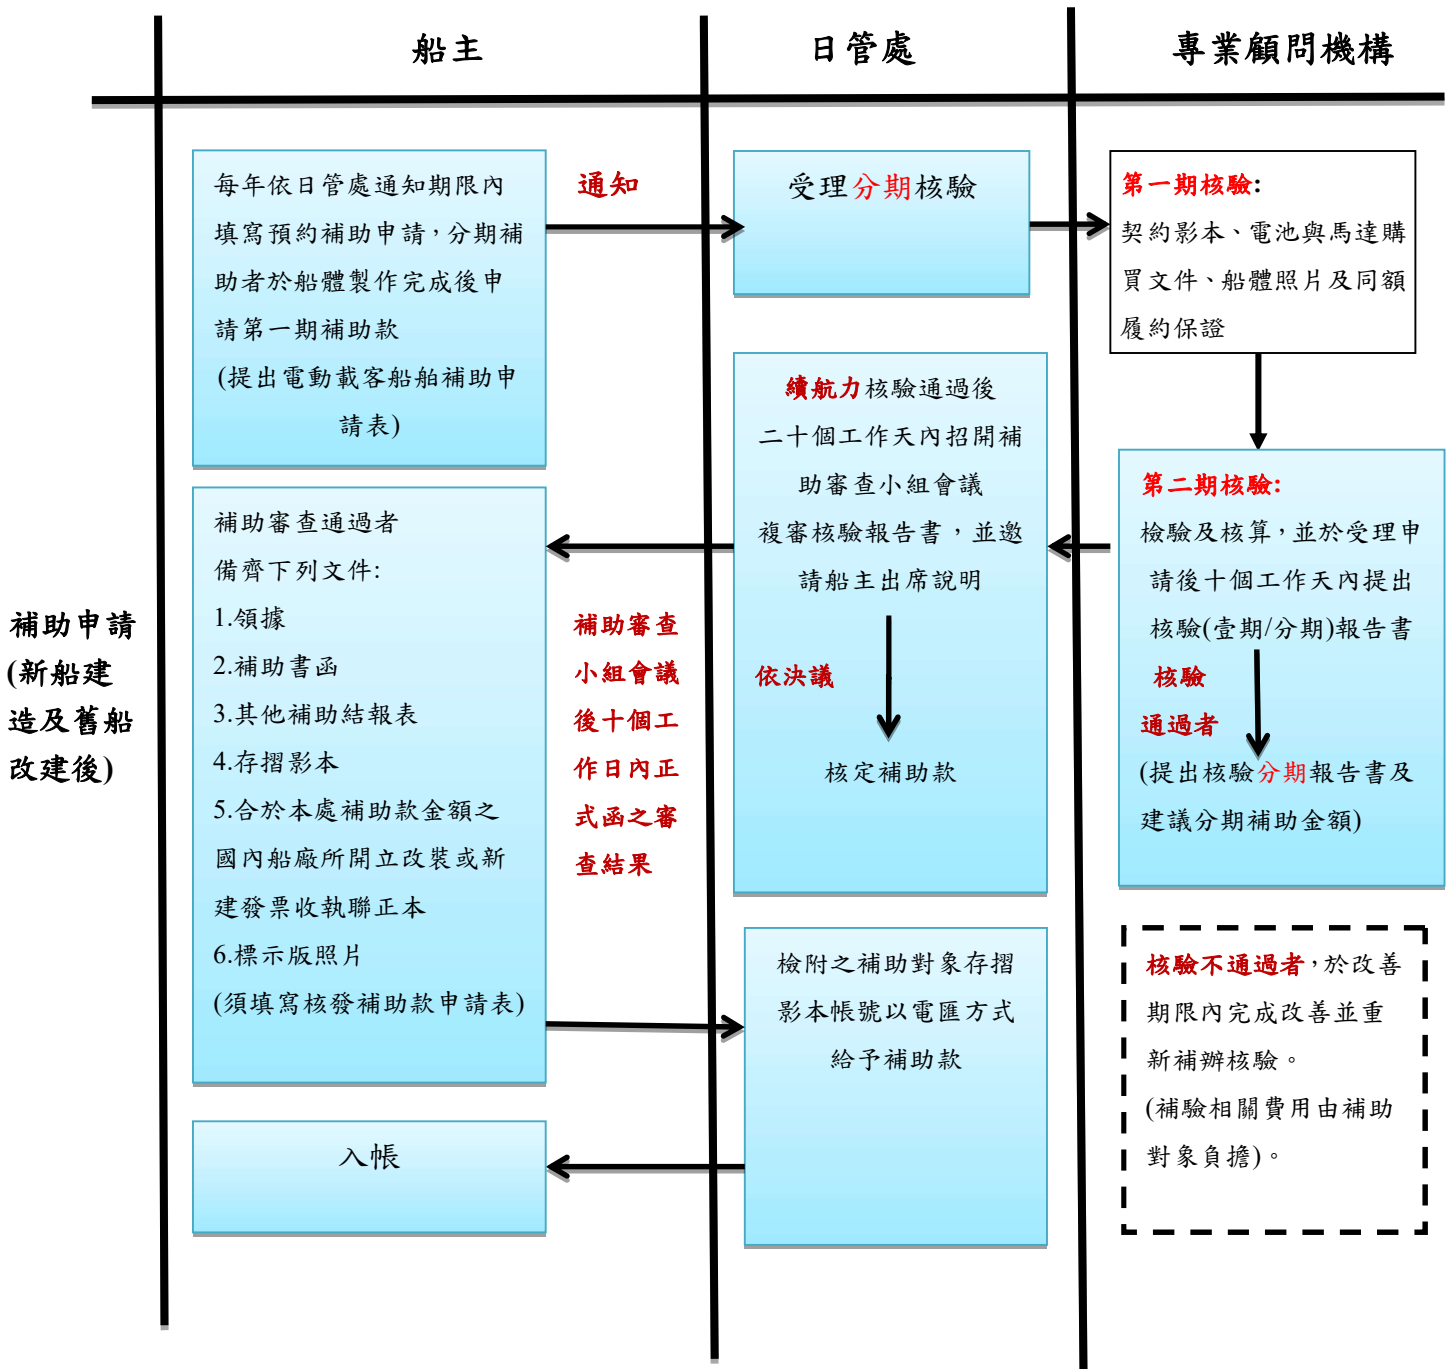 船主
日管處
專業顧問機構
補助申請
(新船建
造及舊船
改建後)
每年依日管處通知期限內
填寫預約補助申請，分期補
助者於船體製作完成後申
請第一期補助款
(提出電動載客船舶補助申
請表)
通知
受理分期核驗
第一期核驗:
契約影本、電池與馬達購
買文件、船體照片及同額
履約保證
第二期核驗:
檢驗及核算，並於受理申
請後十個工作天內提出
核驗(壹期/分期)報告書
核驗
通過者
(提出核驗分期報告書及
建議分期補助金額)
核驗不通過者，於改善
期限內完成改善並重
新補辦核驗。
(補驗相關費用由補助
對象負擔)。
續航力核驗通過後
二十個工作天內招開補
助審查小組會議
複審核驗報告書，並邀
請船主出席說明
依決議
核定補助款
補助審查
小組會議
後十個工
作日內正
式函之審
查結果
補助審查通過者
備齊下列文件:
1.領據
2.補助書函
3.其他補助結報表
4.存摺影本
5.合於本處補助款金額之
國內船廠所開立改裝或新
建發票收執聯正本
6.標示版照片
(須填寫核發補助款申請表)
檢附之補助對象存摺
影本帳號以電匯方式
給予補助款
入帳